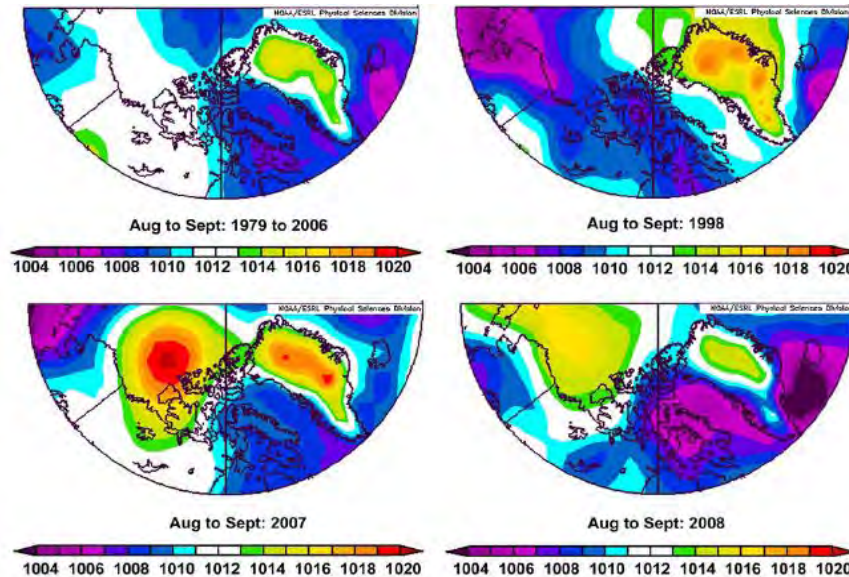 NOAA/ESRL Physical Sciences Division
NOAA/ESRL Physical Sciences Division
Aug to Sept: 1979 to 2006
Aug to Sept: 1998
1004 1006 1008 1010 1012 1014 1016 1018 1020
1004 1006 1008 1010 1012 1014 1016 1018 1020
NOAA/ESRL Physical Sciences Division
NOAA/ESRL Physical Sciences Division
Aug to Sept: 2007
Aug to Sept: 2008
1004 1006 1008 1010 1012 1014 1016 1018 1020
1004 1006 1008 1010 1012 1014 1016 1018 1020